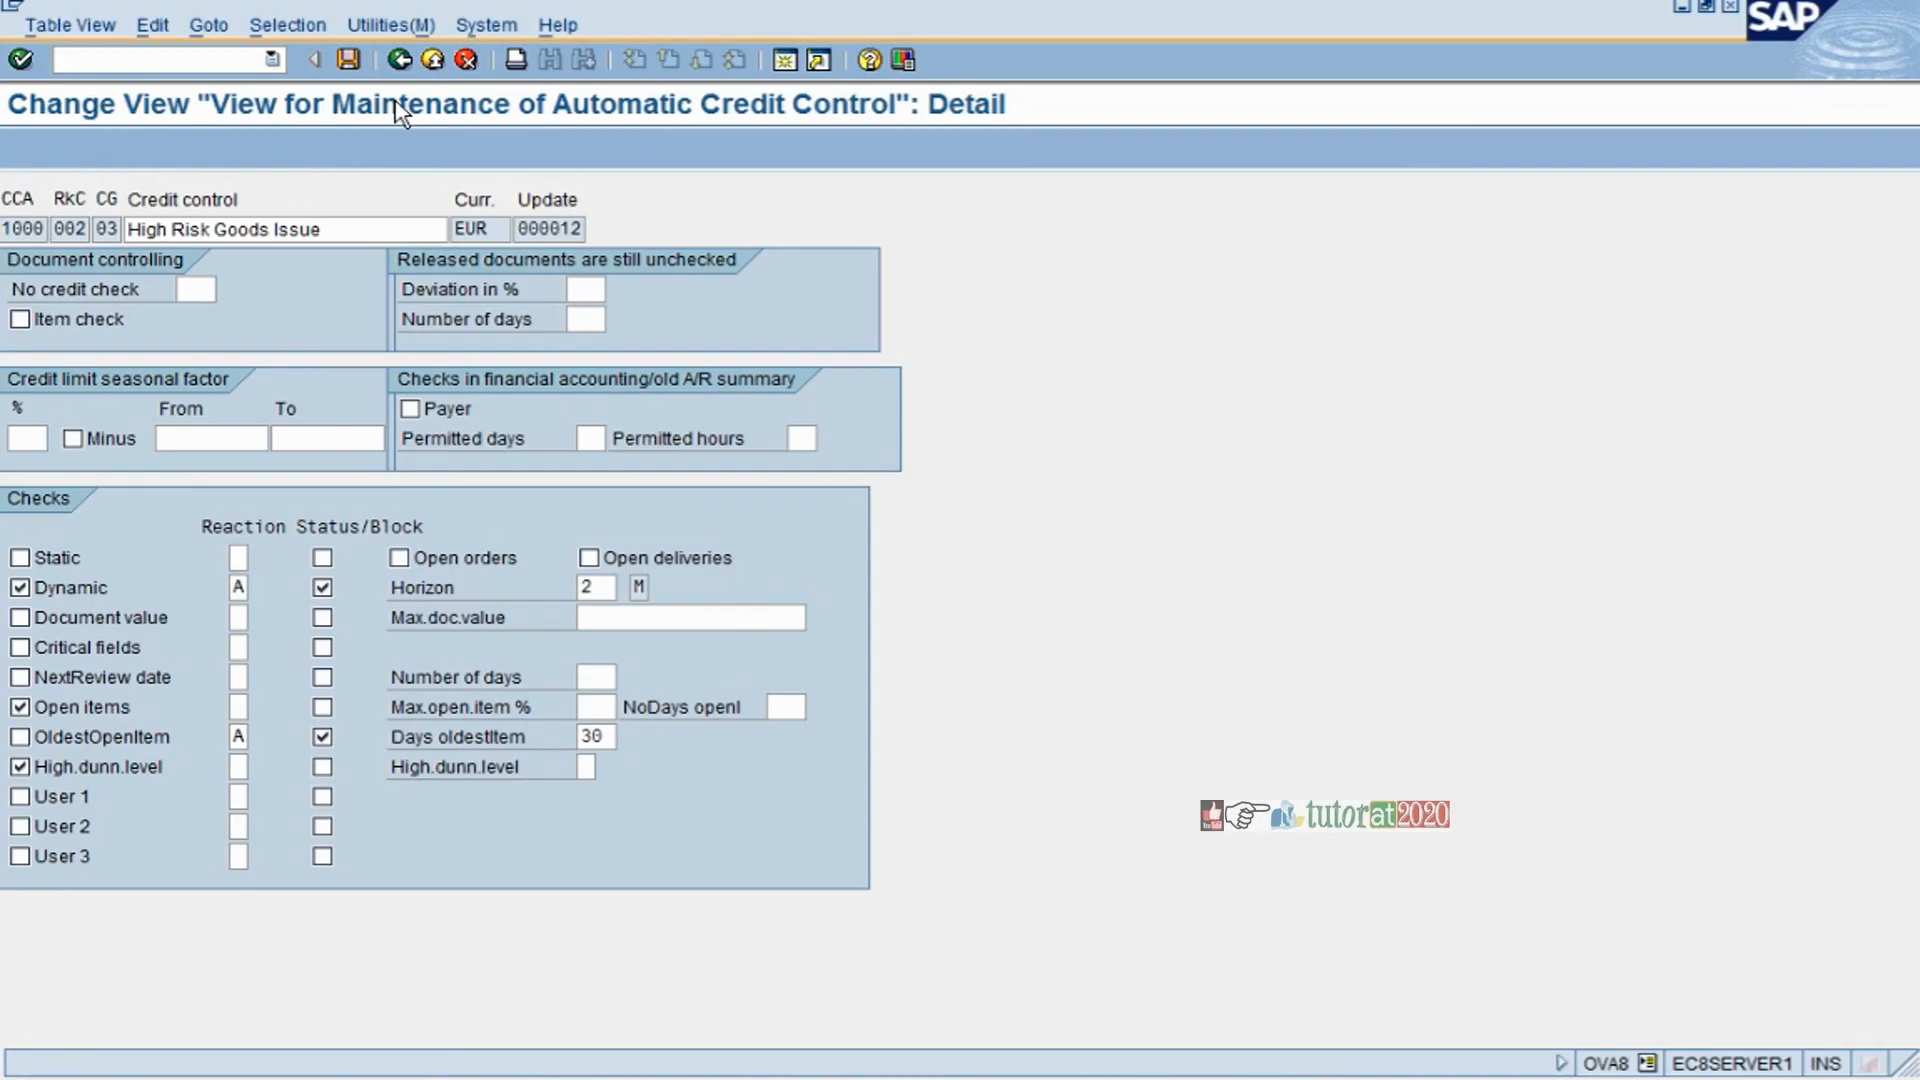 Table View Edit Goto Selection Utilities(M) System Help
SAP
Change View "View for Maintenance of Automatic Credit Control": Detail
CCA RkC CG Credit control Curr. Update
1000 002 03 High Risk Goods Issue EUR 000012
Document controlling Released documents are still unchecked
No credit check Deviation in %
Item check Number of days
Credit limit seasonal factor Checks in financial accounting/old A/R summary
% From To Payer
Minus Permitted days Permitted hours
Checks
Reaction Status/Block
Static Open orders Open deliveries
Dynamic A Horizon 2 M
Document value Max.doc.value
Critical fields
NextReview date Number of days
Open items Max.open.item % NoDays openI
OldestOpenItem A Days oldestItem 30
High.dunn.level High.dunn.level
User 1
User 2
User 3
tutorat2020
OVA8 EC8SERVER1 INS